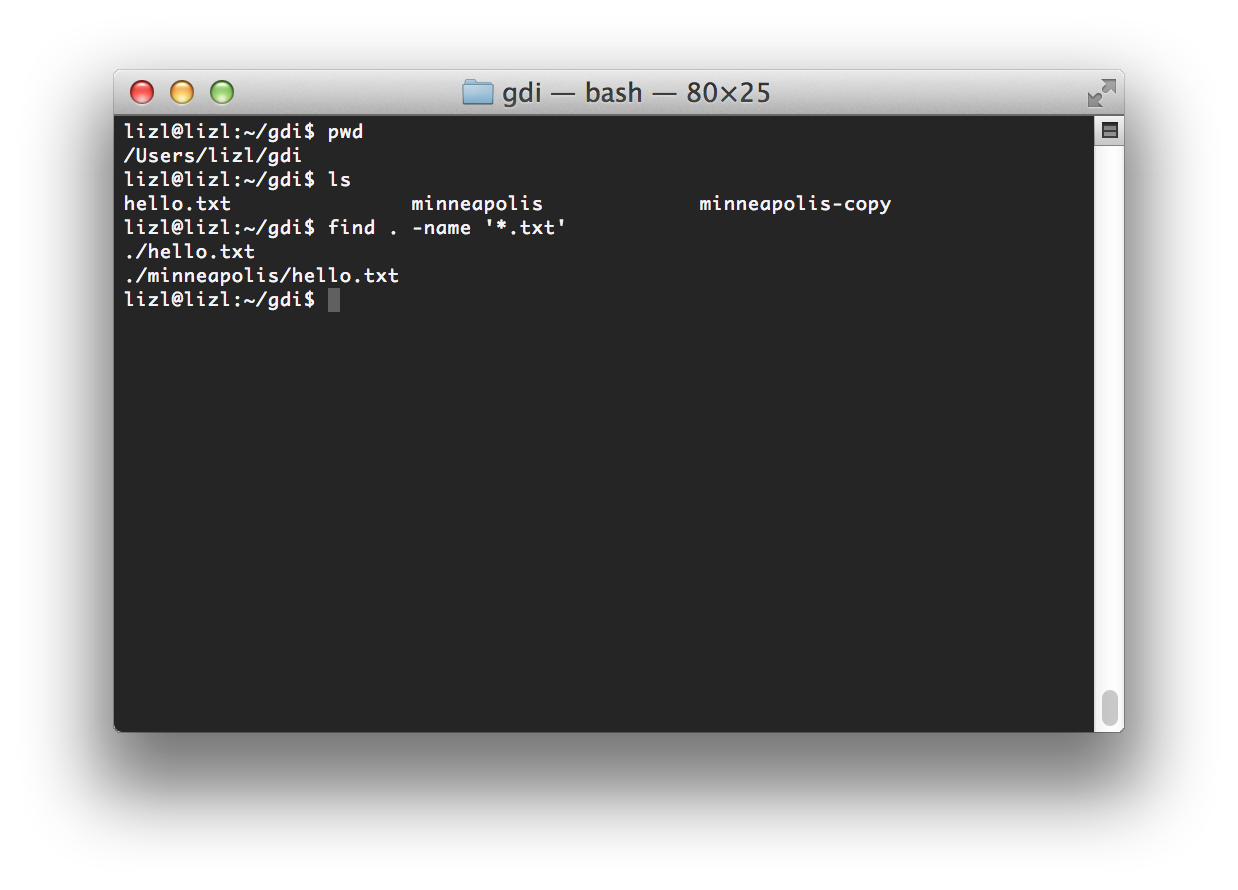 gdi — bash — 80×25
lizl@lizl:~/gdi$ pwd
/Users/lizl/gdi
lizl@lizl:~/gdi$ ls
hello.txt               minneapolis             minneapolis-copy
lizl@lizl:~/gdi$ find . -name '*.txt'
./hello.txt
./minneapolis/hello.txt
lizl@lizl:~/gdi$